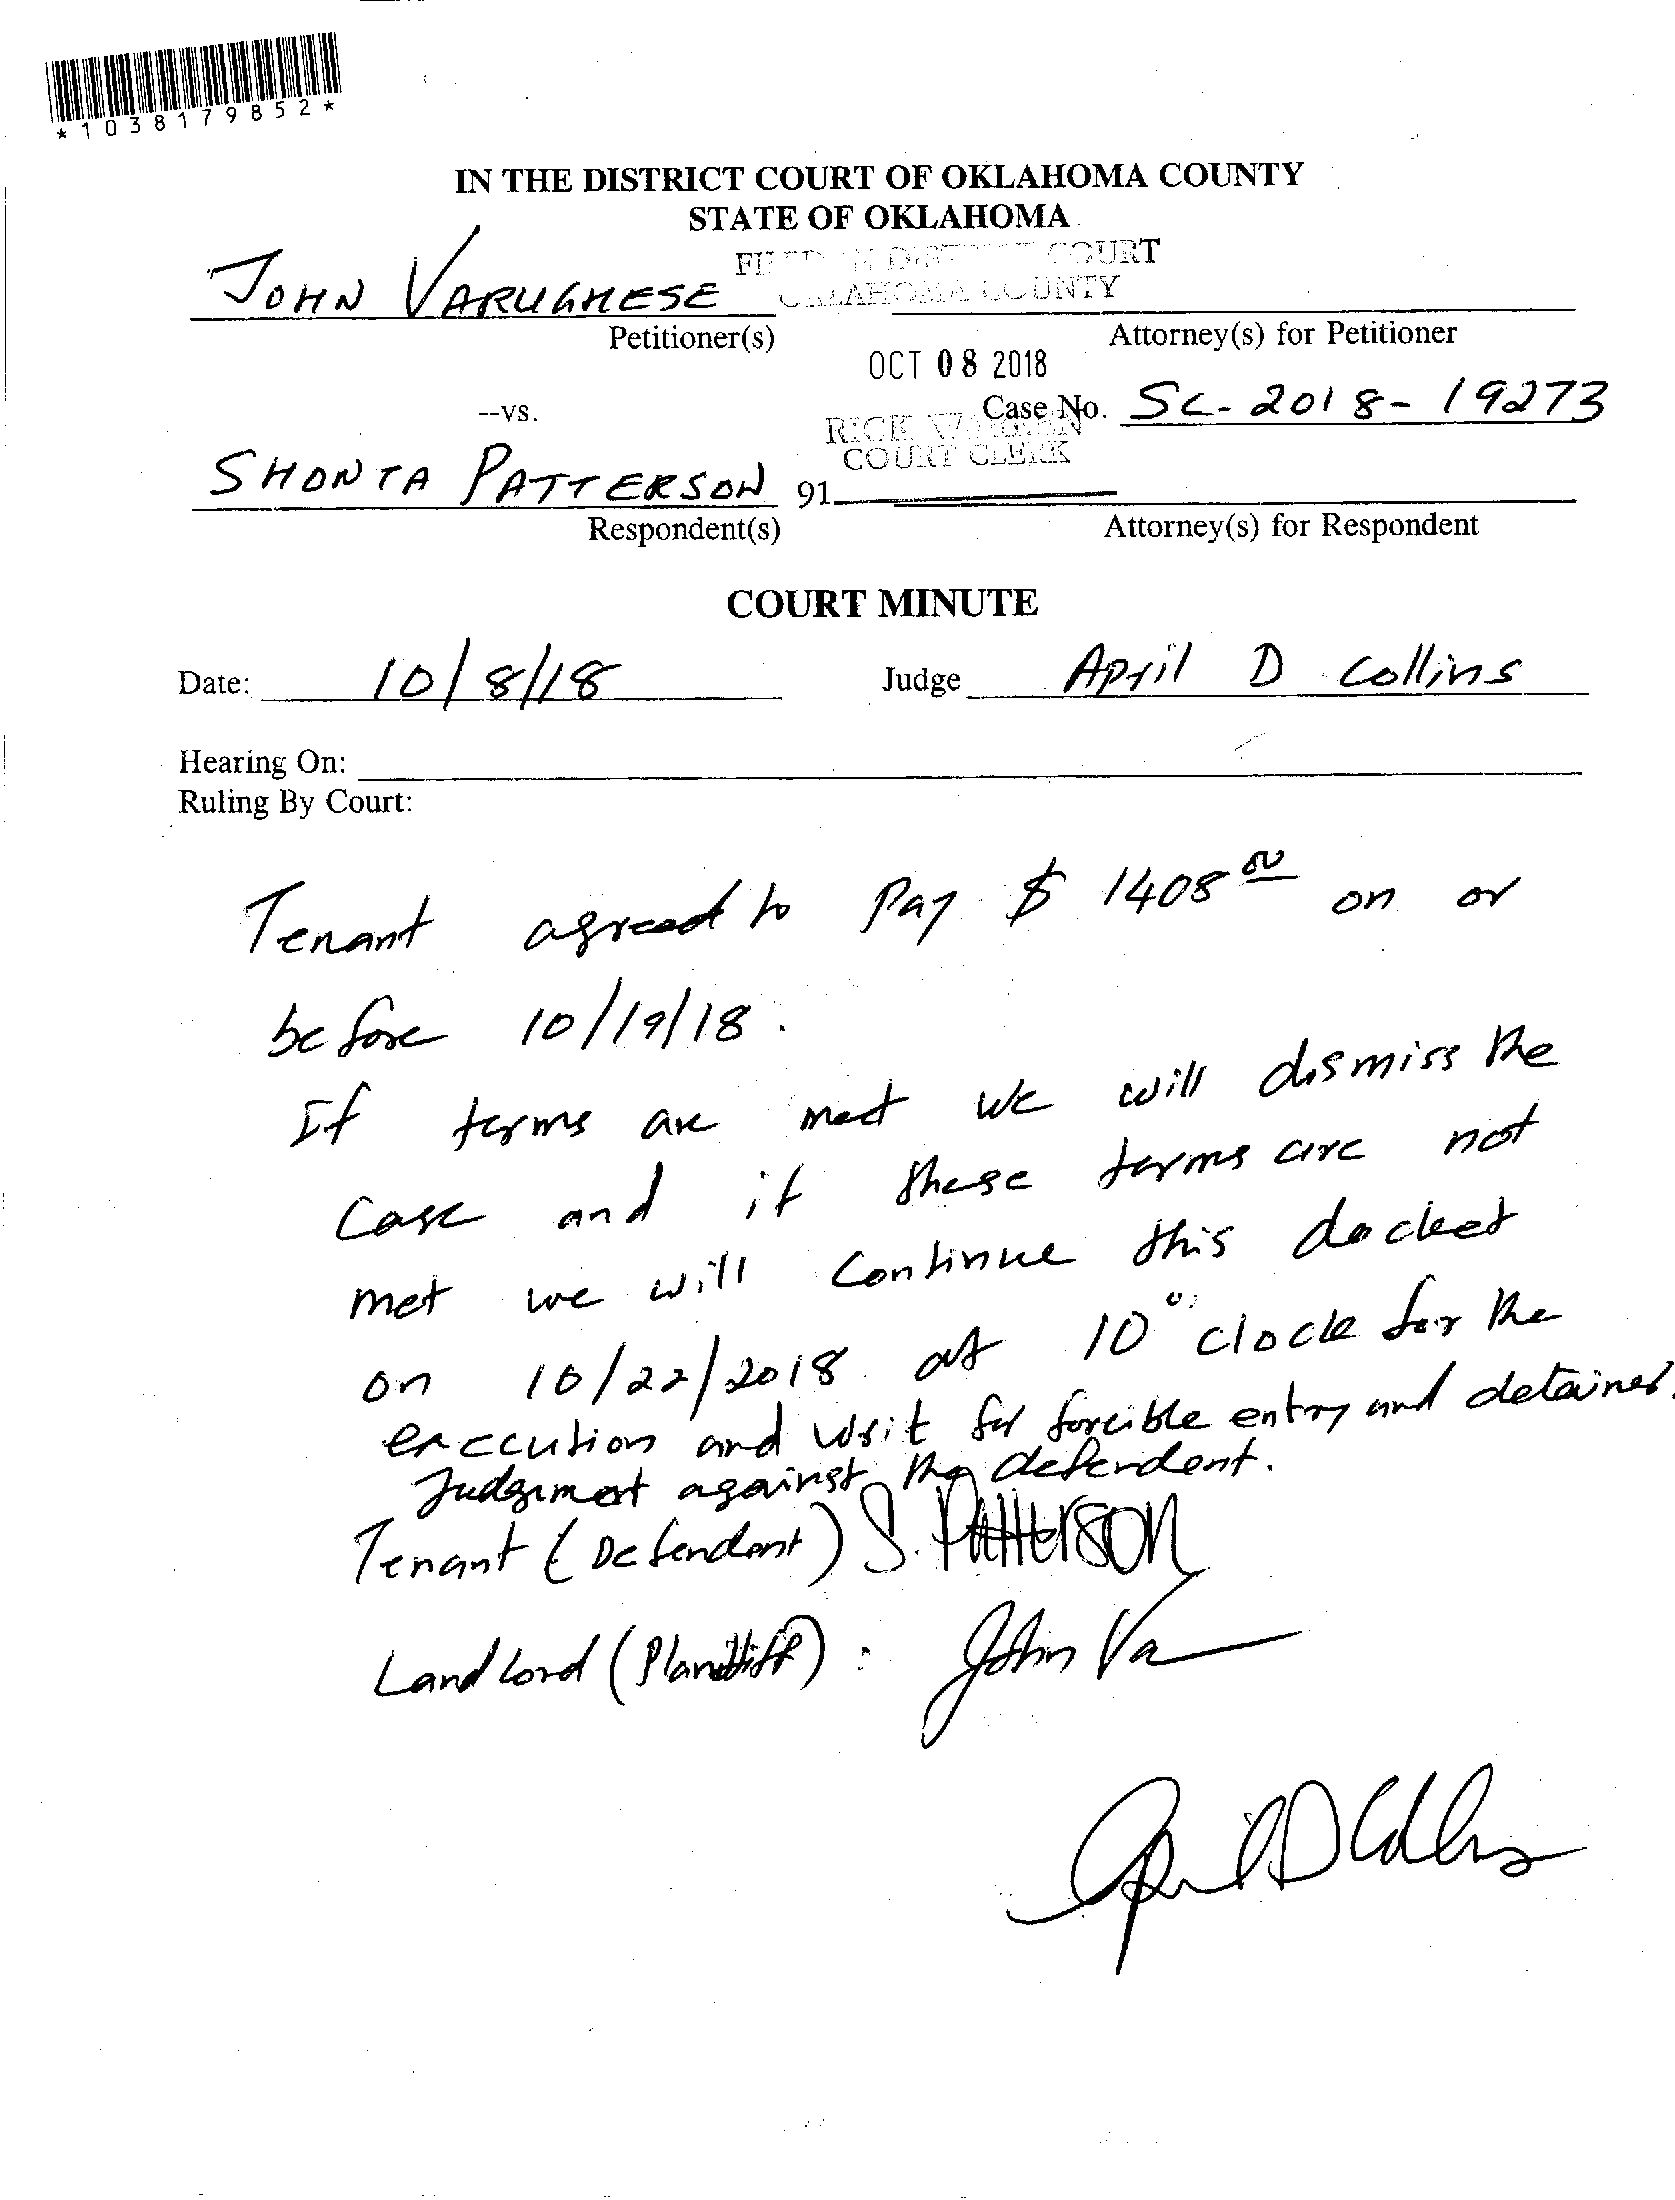 *1038179852*
IN THE DISTRICT COURT OF OKLAHOMA COUNTY
STATE OF OKLAHOMA
FILED IN DISTRICT COURT
OKLAHOMA COUNTY
JOHN VARUGHESE
Petitioner(s)
Attorney(s) for Petitioner
OCT 08 2018
--vs.
Case No. SC-2018-19273
RICK WARREN
COURT CLERK
SHONTA PATTERSON
91
Respondent(s)
Attorney(s) for Respondent
COURT MINUTE
Date: 10/8/18
Judge April D Collins
Hearing On:
Ruling By Court:
Tenant agreed to Pay $ 1408 00 on or
before 10/19/18.
If terms are met we will dismiss the
Case and if these terms are not
met we will continue this docket
on 10/22/2018 at 10 o' clock for the
execution and writ for forcible entry and detainer.
Judgement against the defendent.
Tenant (Defendant) S. PATTERSON
Landlord (Plantiff) : John Va
April D Collins